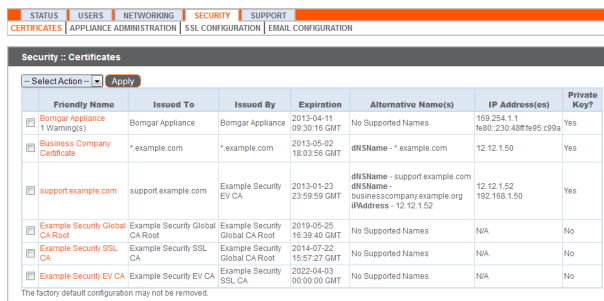 STATUS USERS NETWORKING SECURITY SUPPORT
CERTIFICATES APPLIANCE ADMINISTRATION SSL CONFIGURATION EMAIL CONFIGURATION
Security :: Certificates
-- Select Action -- Apply
Private
Friendly Name Issued To Issued By Expiration Alternative Name(s) IP Address(es) Key?
Bomgar Appliance
1 Warning(s)
Bomgar Appliance Bomgar Appliance
2013-04-11
09:30:16 GMT
No Supported Names
169.254.1.1
fe80::230:48ff:fe95:c99a
Yes
Business Company
Certificate
*.example.com *.example.com
2013-05-02
18:03:56 GMT
dNSName - *.example.com 12.12.1.50 Yes
support.example.com support.example.com
Example Security
EV CA
2013-01-23
23:59:59 GMT
dNSName - support.example.com
dNSName -
businesscompany.example.org
iPAddress - 12.12.1.52
12.12.1.52
192.168.1.50
Yes
Example Security Global
CA Root
Example Security Global
CA Root
Example Security
Global CA Root
2019-05-25
16:39:40 GMT
No Supported Names N/A No
Example Security SSL
CA
Example Security SSL
CA
Example Security
Global CA Root
2014-07-22
15:57:27 GMT
No Supported Names N/A No
Example Security EV CA Example Security EV CA
Example Security
SSL CA
2022-04-03
00:00:00 GMT
No Supported Names N/A No
The factory default configuration may not be removed.